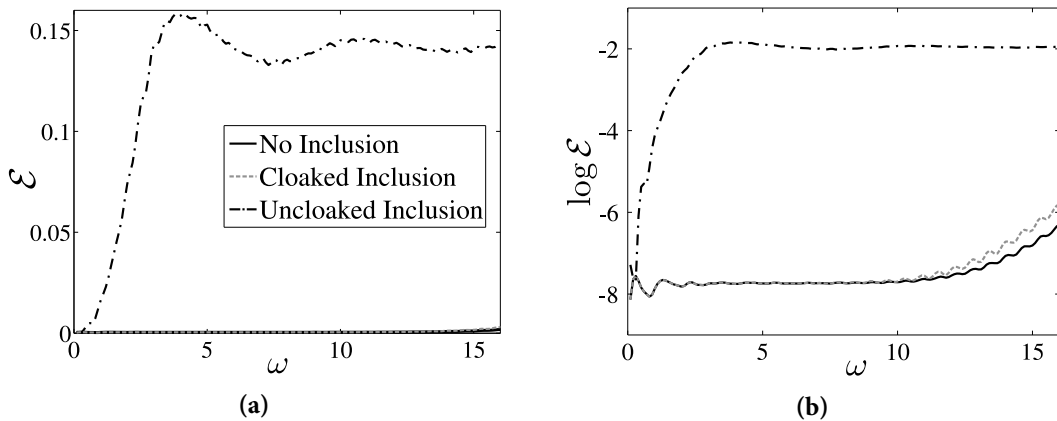 0.15
0.1
0.05
0
ℰ
No Inclusion
Cloaked Inclusion
Uncloaked Inclusion
0 5 10 15
ω
(a)
-2
-4
-6
-8
log ℰ
0 5 10 15
ω
(b)